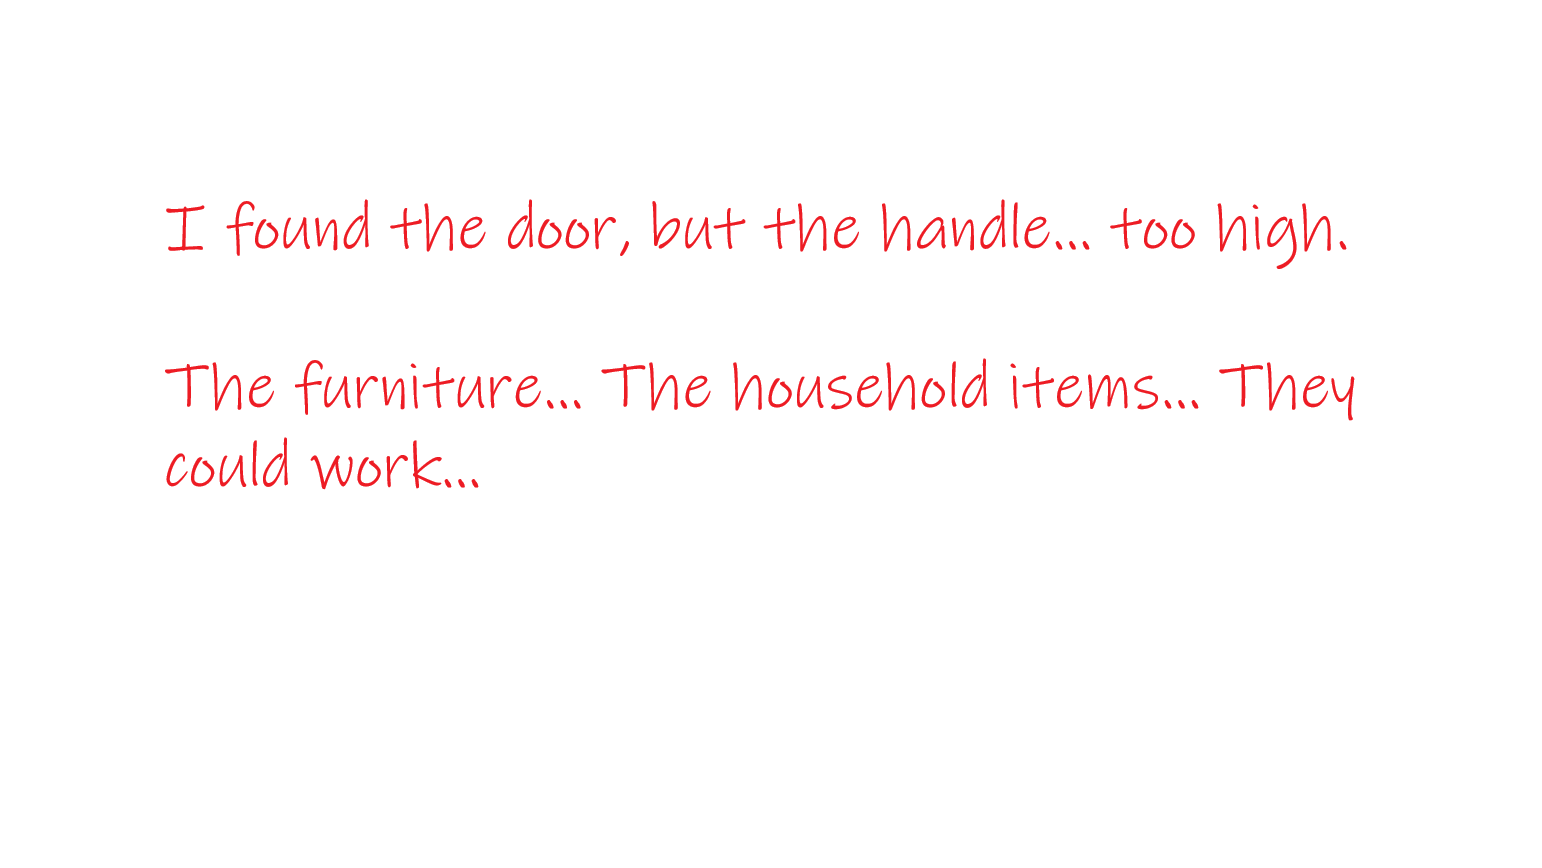 I found the door, but the handle... too high.
The furniture... The household items... They
could work...